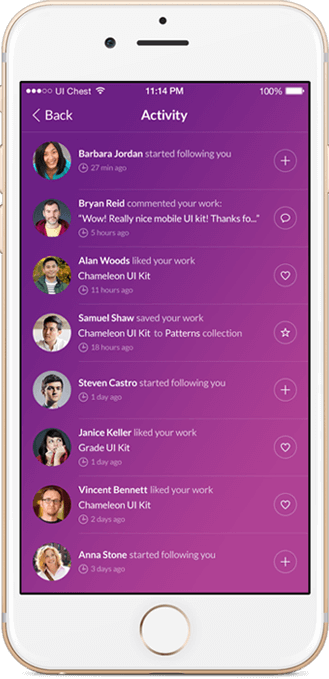 UI Chest 11:14 PM 100%
Back Activity
Barbara Jordan started following you
27 min ago
Bryan Reid commented your work:
“Wow! Really nice mobile UI kit! Thanks fo...”
5 hours ago
Alan Woods liked your work
Chameleon UI Kit
11 hours ago
Samuel Shaw saved your work
Chameleon UI Kit to Patterns collection
18 hours ago
Steven Castro started following you
1 day ago
Janice Keller liked your work
Grade UI Kit
1 day ago
Vincent Bennett liked your work
Chameleon UI Kit
2 days ago
Anna Stone started following you
3 days ago